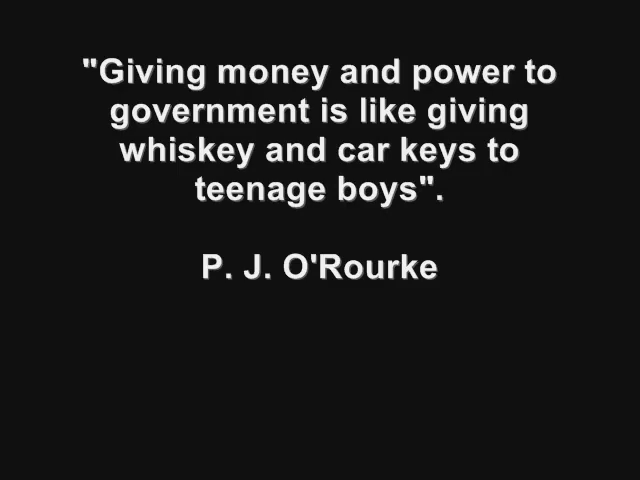 "Giving money and power to
government is like giving
whiskey and car keys to
teenage boys".
P. J. O'Rourke